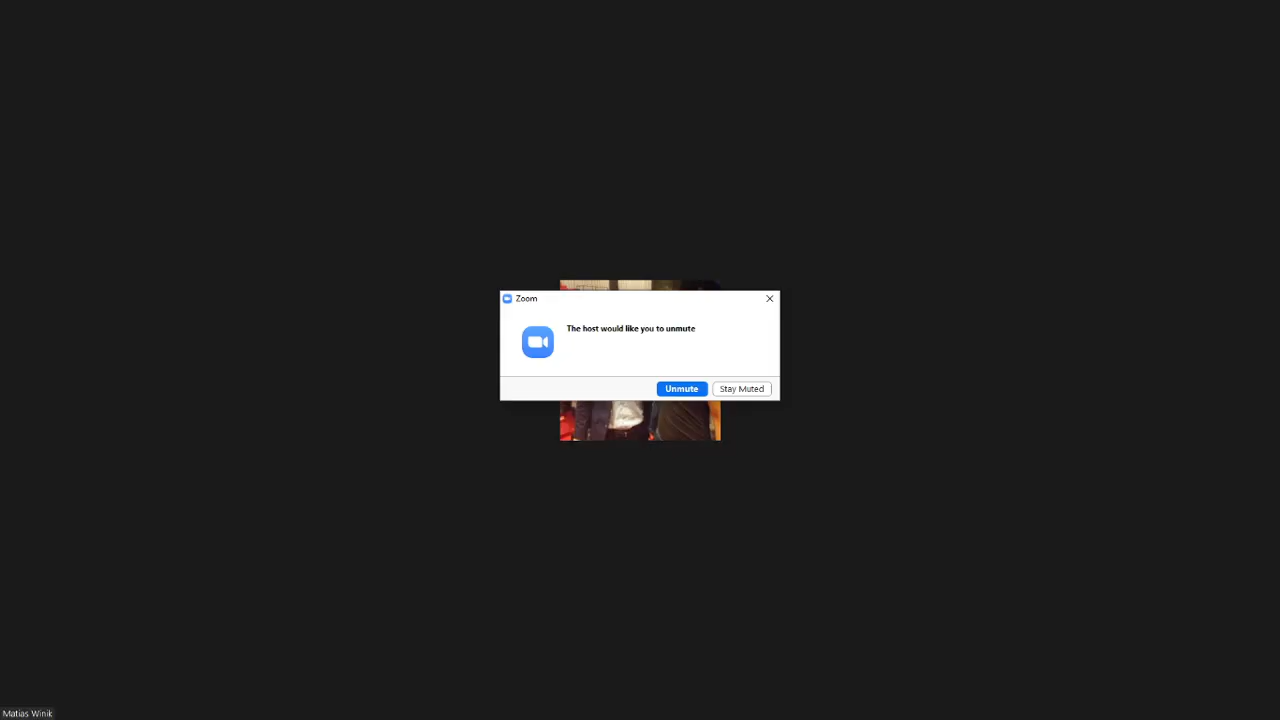 Zoom
The host would like you to unmute
Unmute
Stay Muted
Matias Winik